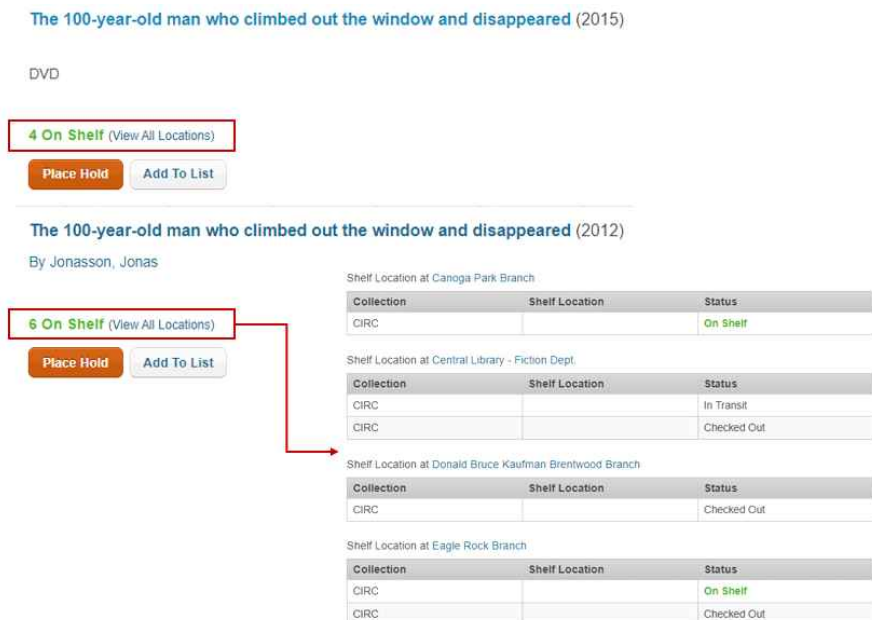 The 100-year-old man who climbed out the window and disappeared (2015)
DVD
4 On Shelf (View All Locations)
Place Hold Add To List
The 100-year-old man who climbed out the window and disappeared (2012)
By Jonasson, Jonas
6 On Shelf (View All Locations)
Place Hold Add To List
Shelf Location at Canoga Park Branch
Collection Shelf Location Status
CIRC On Shelf
Shelf Location at Central Library - Fiction Dept.
Collection Shelf Location Status
CIRC In Transit
CIRC Checked Out
Shelf Location at Donald Bruce Kaufman Brentwood Branch
Collection Shelf Location Status
CIRC Checked Out
Shelf Location at Eagle Rock Branch
Collection Shelf Location Status
CIRC On Shelf
CIRC Checked Out